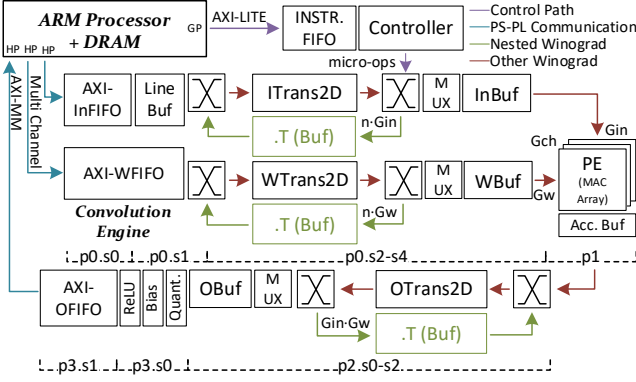 ARM Processor
+ DRAM
GP
HP HP HP
AXI-LITE
INSTR.
FIFO
Controller
Control Path
PS-PL Communication
Nested Winograd
Other Winograd
micro-ops
AXI-MM
Multi Channel
AXI-
InFIFO
Line
Buf
ITrans2D
M
UX
InBuf
.T (Buf)
n·Gin
Gch
Gin
AXI-WFIFO
WTrans2D
M
UX
WBuf
Gw
PE
(MAC
Array)
Acc. Buf
.T (Buf)
n·Gw
Convolution
Engine
p0.s0
p0.s1
p0.s2-s4
p1
AXI-
OFIFO
ReLU
Bias
Quant.
OBuf
M
UX
OTrans2D
Gin·Gw
.T (Buf)
p3.s1
p3.s0
p2.s0-s2